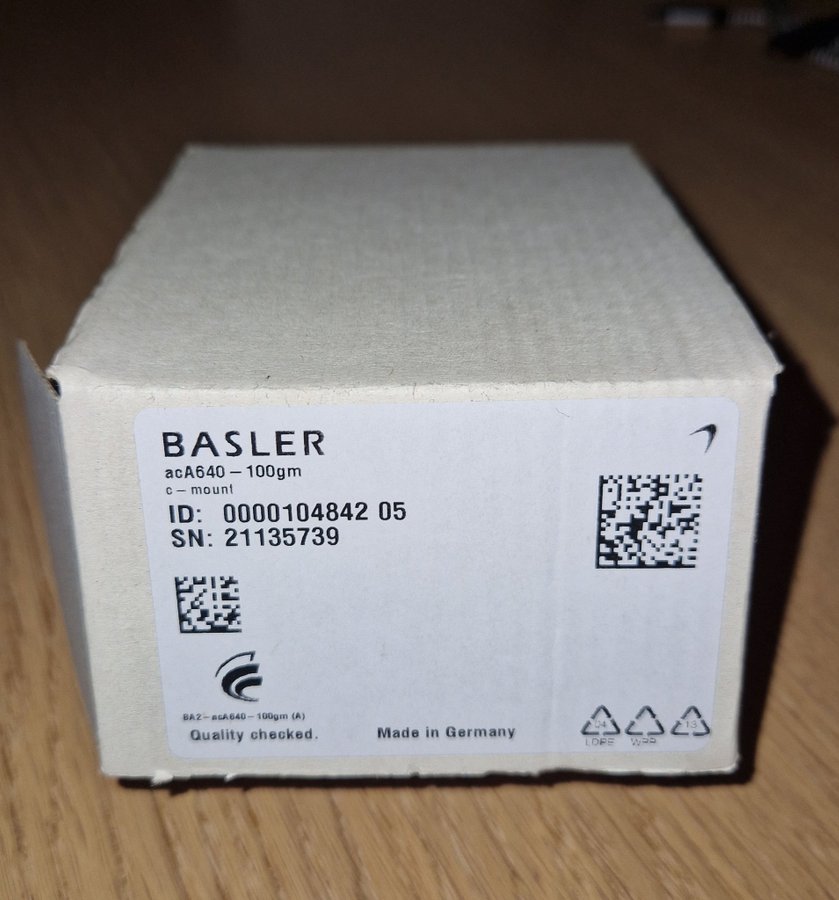 BASLER
acA640-100gm
c-mount
ID: 0000104842 05
SN: 21135739
BA2-acA640-100gm (A)
Quality checked.
Made in Germany
04
13
LDPE